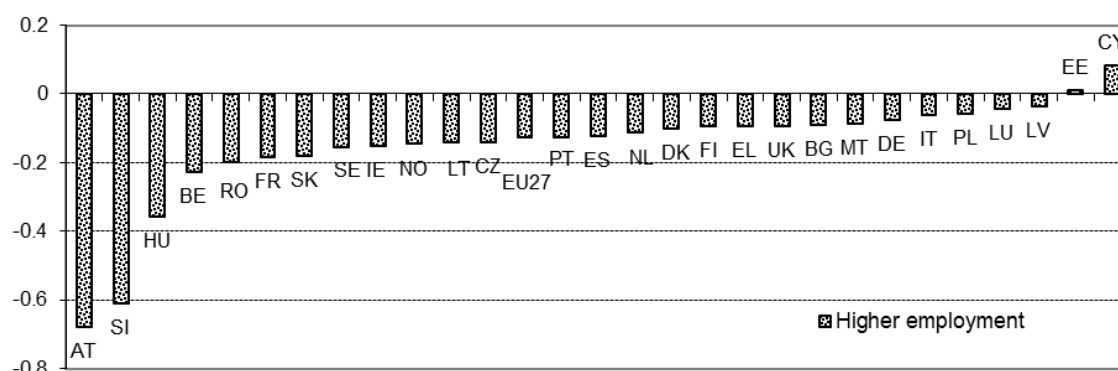 0.2
0
-0.2
-0.4
-0.6
-0.8
AT
SI
HU
BE
RO
FR
SK
SE
IE
NO
LT
CZ
EU27
PT
ES
NL
DK
FI
EL
UK
BG
MT
DE
IT
PL
LU
LV
EE
CY
Higher employment